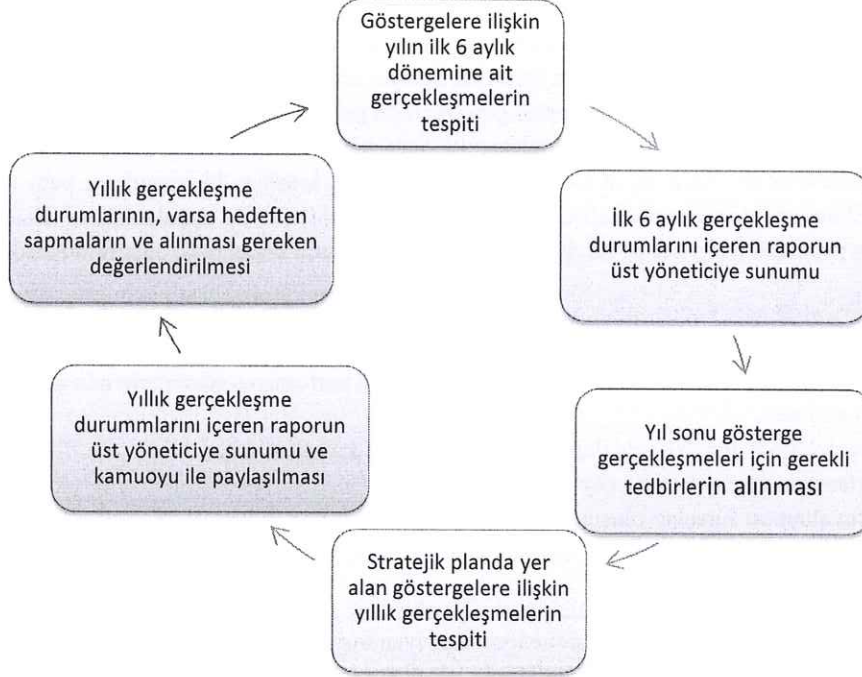 Göstergelere ilişkin
yılın ilk 6 aylık
dönemine ait
gerçekleşmelerin
tespiti
İlk 6 aylık gerçekleşme
durumlarını içeren raporun
üst yöneticiye sunumu
Yıl sonu gösterge
gerçekleşmeleri için gerekli
tedbirlerin alınması
Stratejik planda yer
alan göstergelere ilişkin
yıllık gerçekleşmelerin
tespiti
Yıllık gerçekleşme
durummlarını içeren raporun
üst yöneticiye sunumu ve
kamuoyu ile paylaşılması
Yıllık gerçekleşme
durumlarının, varsa hedeften
sapmaların ve alınması gereken
değerlendirilmesi